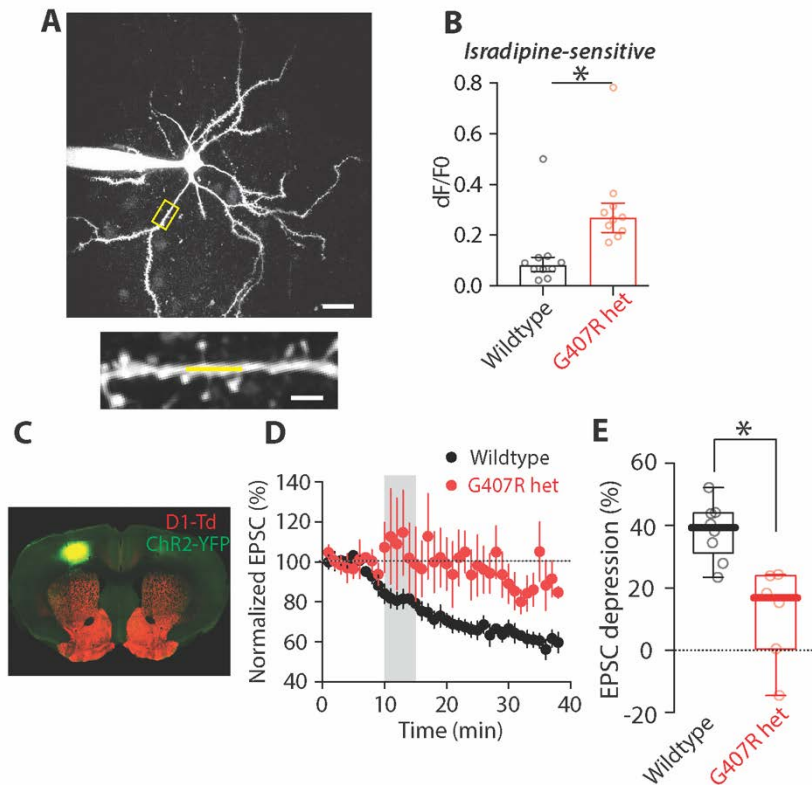 A
B
Isradipine-sensitive
*
0.8
0.6
0.4
0.2
0.0
dF/F0
Wildtype
G407R het
C
D1-Td
ChR2-YFP
D
Wildtype
G407R het
140
120
100
80
60
40
Normalized EPSC (%)
0
10
20
30
40
Time (min)
E
*
60
40
20
0
-20
EPSC depression (%)
Wildtype
G407R het